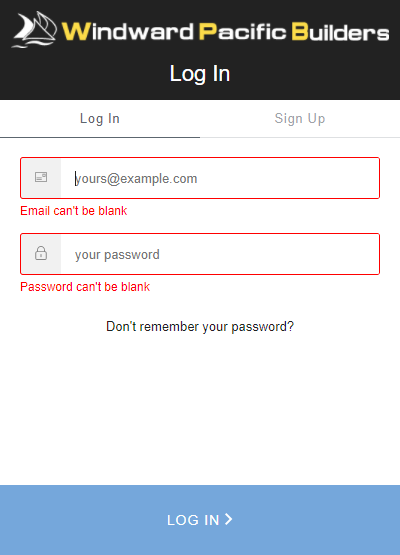 Windward Pacific Builders
Log In
Log In
Sign Up
yours@example.com
Email can't be blank
your password
Password can't be blank
Don't remember your password?
LOG IN